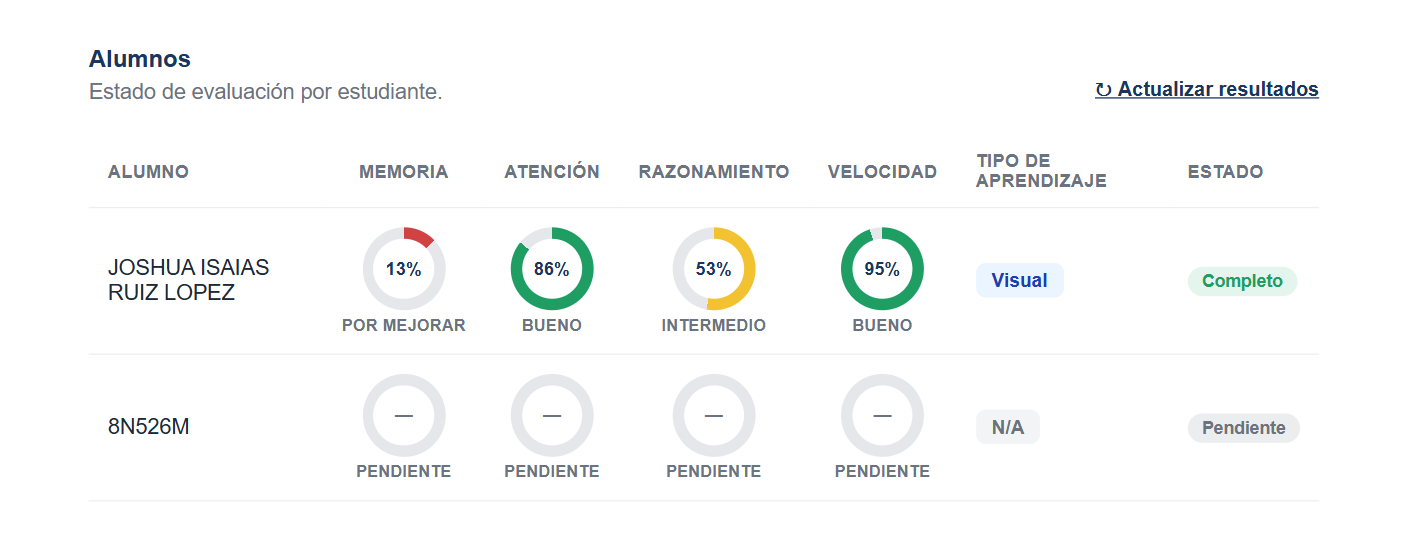 Alumnos
Estado de evaluación por estudiante.
↻ Actualizar resultados
ALUMNO
MEMORIA
ATENCIÓN
RAZONAMIENTO
VELOCIDAD
TIPO DE
APRENDIZAJE
ESTADO
JOSHUA ISAIAS
RUIZ LOPEZ
13%
POR MEJORAR
86%
BUENO
53%
INTERMEDIO
95%
BUENO
Visual
Completo
8N526M
—
PENDIENTE
—
PENDIENTE
—
PENDIENTE
—
PENDIENTE
N/A
Pendiente